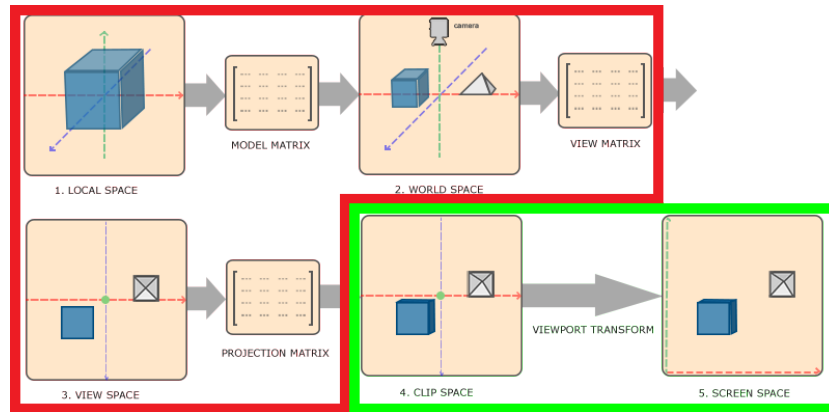 camera
MODEL MATRIX
VIEW MATRIX
1. LOCAL SPACE
2. WORLD SPACE
VIEWPORT TRANSFORM
PROJECTION MATRIX
3. VIEW SPACE
4. CLIP SPACE
5. SCREEN SPACE